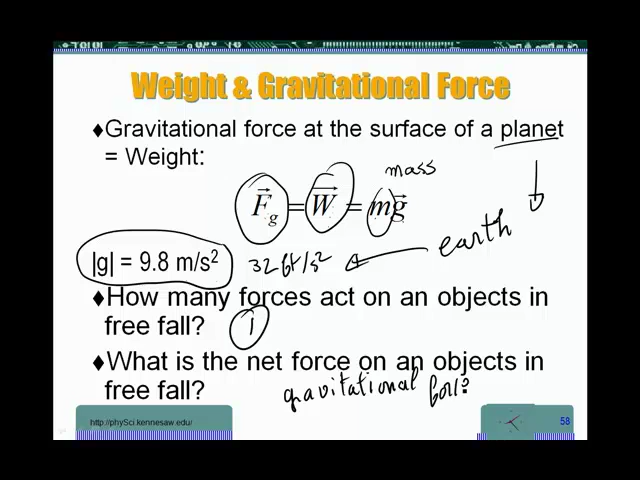 Weight & Gravitational Force
♦Gravitational force at the surface of a planet
= Weight:
mass
F⃗g = W⃗ = mg⃗
earth
|g| = 9.8 m/s²
32 ft/s²
♦How many forces act on an objects in
free fall?
1
♦What is the net force on an objects in
free fall?
gravitational force
http://phySci.kennesaw.edu/
58